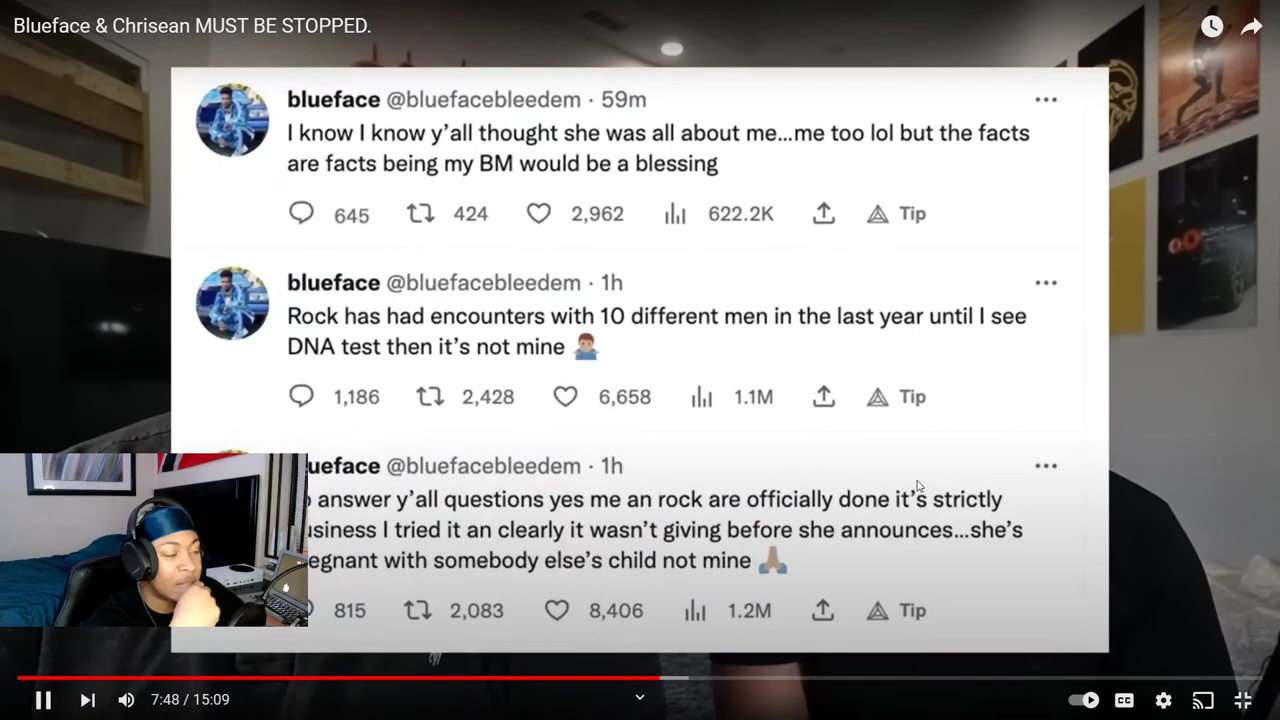 Blueface & Chrisean MUST BE STOPPED.
blueface @bluefacebleedem · 59m
I know I know y'all thought she was all about me...me too lol but the facts
are facts being my BM would be a blessing
645 424 2,962 622.2K Tip
blueface @bluefacebleedem · 1h
Rock has had encounters with 10 different men in the last year until I see
DNA test then it's not mine
1,186 2,428 6,658 1.1M Tip
ueface @bluefacebleedem · 1h
answer y'all questions yes me an rock are officially done it's strictly
usiness I tried it an clearly it wasn't giving before she announces...she's
egnant with somebody else's child not mine
815 2,083 8,406 1.2M Tip
7:48 / 15:09
CC